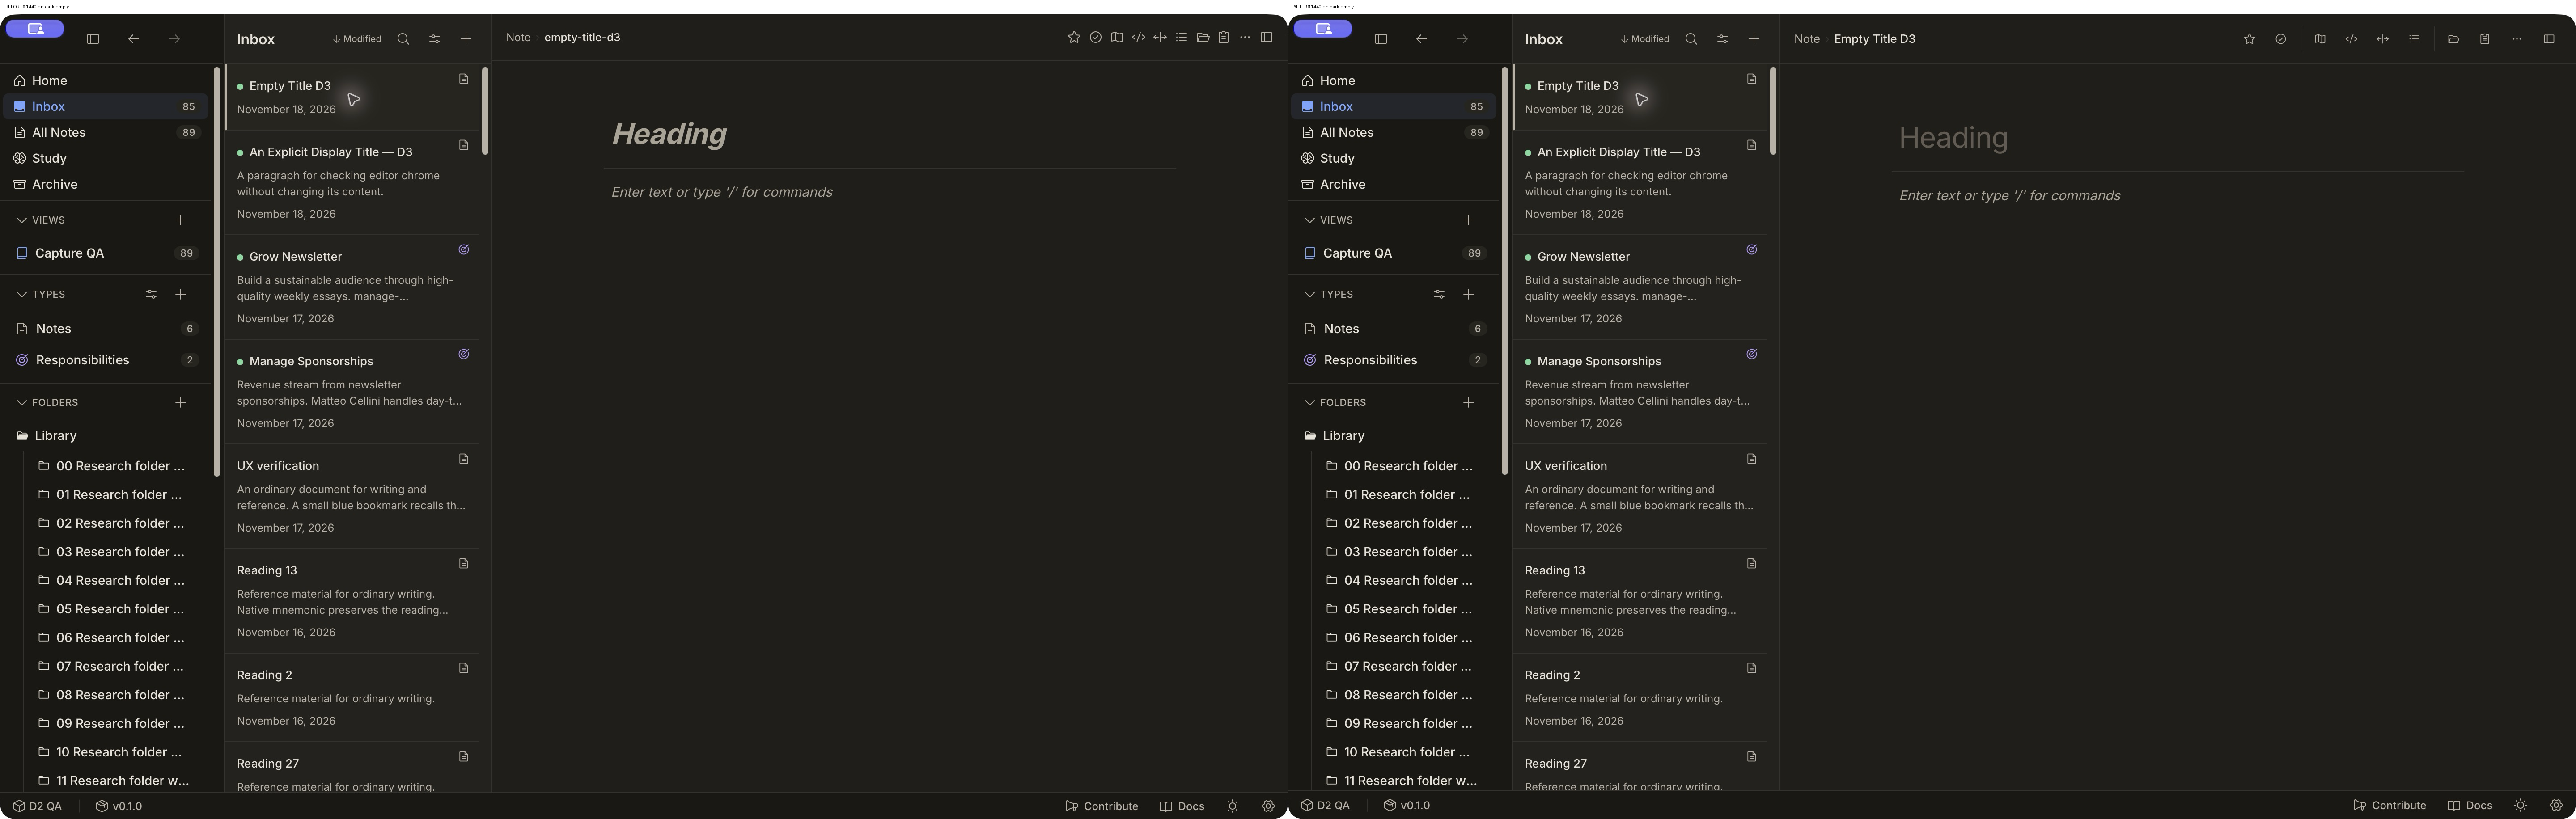 BEFORE @ 1440 en dark empty
Home
Inbox 85
All Notes 89
Study
Archive
VIEWS
Capture QA 89
TYPES
Notes 6
Responsibilities 2
FOLDERS
Library
00 Research folder ...
01 Research folder ...
02 Research folder ...
03 Research folder ...
04 Research folder ...
05 Research folder ...
06 Research folder ...
07 Research folder ...
08 Research folder ...
09 Research folder ...
10 Research folder ...
11 Research folder w...
Inbox
↓ Modified
Empty Title D3
November 18, 2026
An Explicit Display Title — D3
A paragraph for checking editor chrome
without changing its content.
November 18, 2026
Grow Newsletter
Build a sustainable audience through high-
quality weekly essays. manage-...
November 17, 2026
Manage Sponsorships
Revenue stream from newsletter
sponsorships. Matteo Cellini handles day-t...
November 17, 2026
UX verification
An ordinary document for writing and
reference. A small blue bookmark recalls th...
November 17, 2026
Reading 13
Reference material for ordinary writing.
Native mnemonic preserves the reading...
November 16, 2026
Reading 2
Reference material for ordinary writing.
November 16, 2026
Reading 27
Reference material for ordinary writing.
Note › empty-title-d3
Heading
Enter text or type '/' for commands
D2 QA
v0.1.0
Contribute
Docs
AFTER @ 1440 en dark empty
Home
Inbox 85
All Notes 89
Study
Archive
VIEWS
Capture QA 89
TYPES
Notes 6
Responsibilities 2
FOLDERS
Library
00 Research folder ...
01 Research folder ...
02 Research folder ...
03 Research folder ...
04 Research folder ...
05 Research folder ...
06 Research folder ...
07 Research folder ...
08 Research folder ...
09 Research folder ...
10 Research folder ...
11 Research folder w...
Inbox
↓ Modified
Empty Title D3
November 18, 2026
An Explicit Display Title — D3
A paragraph for checking editor chrome
without changing its content.
November 18, 2026
Grow Newsletter
Build a sustainable audience through high-
quality weekly essays. manage-...
November 17, 2026
Manage Sponsorships
Revenue stream from newsletter
sponsorships. Matteo Cellini handles day-t...
November 17, 2026
UX verification
An ordinary document for writing and
reference. A small blue bookmark recalls th...
November 17, 2026
Reading 13
Reference material for ordinary writing.
Native mnemonic preserves the reading...
November 16, 2026
Reading 2
Reference material for ordinary writing.
November 16, 2026
Reading 27
Reference material for ordinary writing.
Note › Empty Title D3
Heading
Enter text or type '/' for commands
D2 QA
v0.1.0
Contribute
Docs